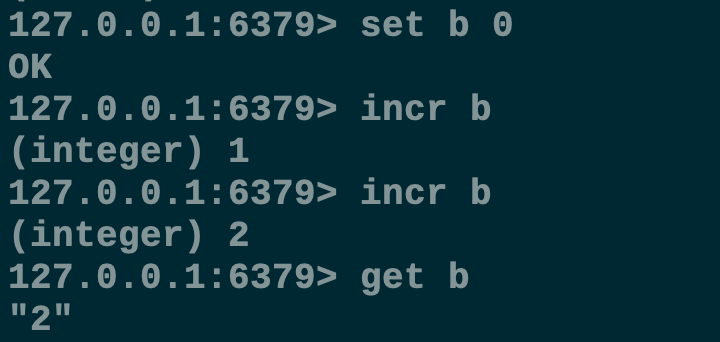 127.0.0.1:6379> set b 0
OK
127.0.0.1:6379> incr b
(integer) 1
127.0.0.1:6379> incr b
(integer) 2
127.0.0.1:6379> get b
"2"